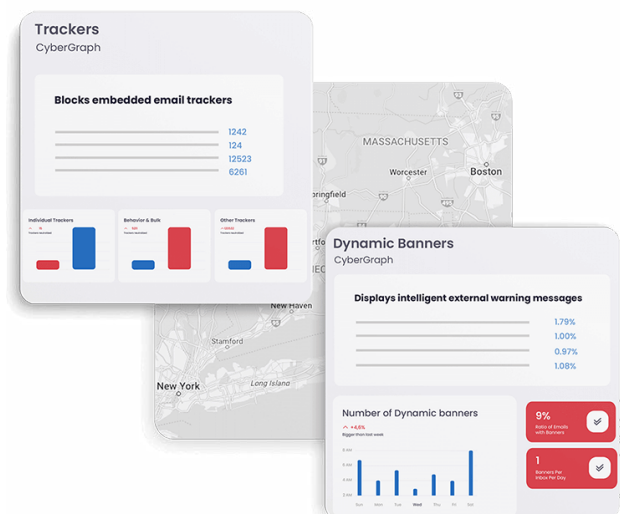 Trackers
CyberGraph
Blocks embedded email trackers
1242
124
12523
6261
Individual Trackers
Behavior & Bulk
Other Trackers
MASSACHUSETTS
Worcester
Boston
New Haven
Stamford
Long Island
New York
Dynamic Banners
CyberGraph
Displays intelligent external warning messages
1.79%
1.00%
0.97%
1.08%
Number of Dynamic banners
+4,6%
Bigger than last week
Sun Mon Tue Wed Thu Fri Sat
9%
Ratio of Emails
with Banners
1
Banners Per
Inbox Per Day